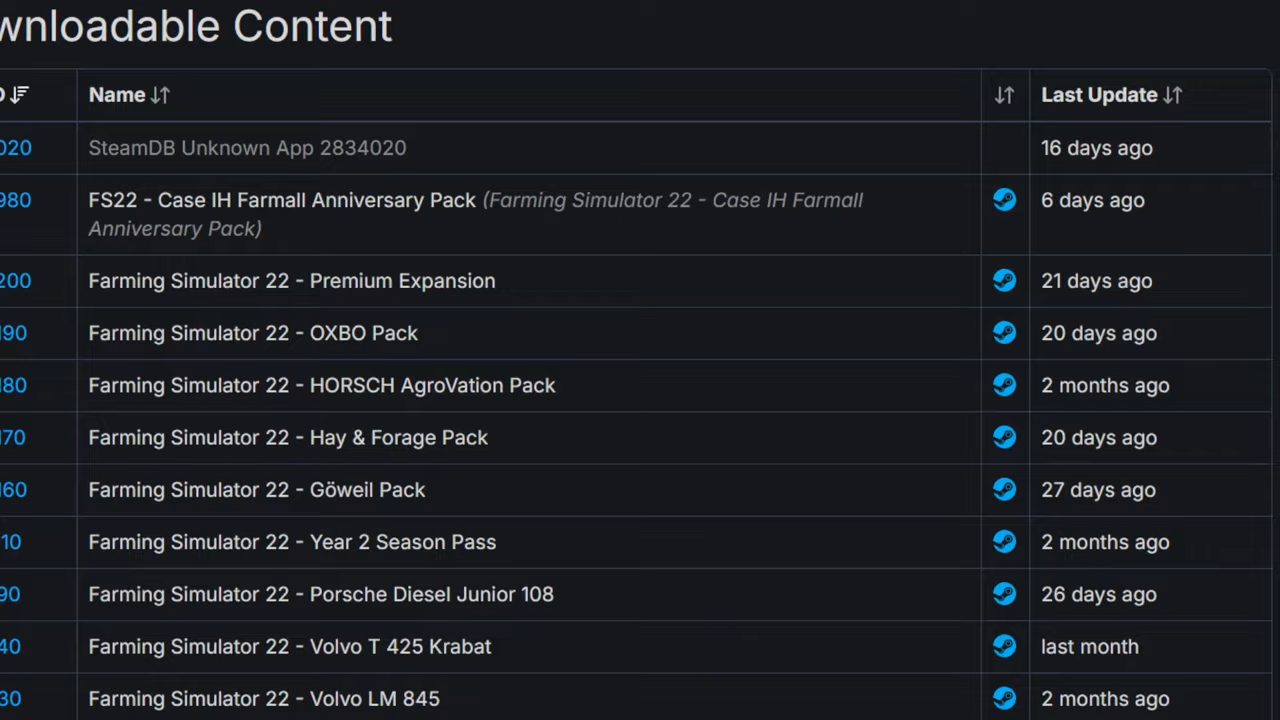 wnloadable Content
D Name Last Update
020 SteamDB Unknown App 2834020 16 days ago
980 FS22 - Case IH Farmall Anniversary Pack (Farming Simulator 22 - Case IH Farmall 6 days ago
Anniversary Pack)
200 Farming Simulator 22 - Premium Expansion 21 days ago
190 Farming Simulator 22 - OXBO Pack 20 days ago
180 Farming Simulator 22 - HORSCH AgroVation Pack 2 months ago
170 Farming Simulator 22 - Hay & Forage Pack 20 days ago
160 Farming Simulator 22 - Göweil Pack 27 days ago
10 Farming Simulator 22 - Year 2 Season Pass 2 months ago
90 Farming Simulator 22 - Porsche Diesel Junior 108 26 days ago
40 Farming Simulator 22 - Volvo T 425 Krabat last month
30 Farming Simulator 22 - Volvo LM 845 2 months ago